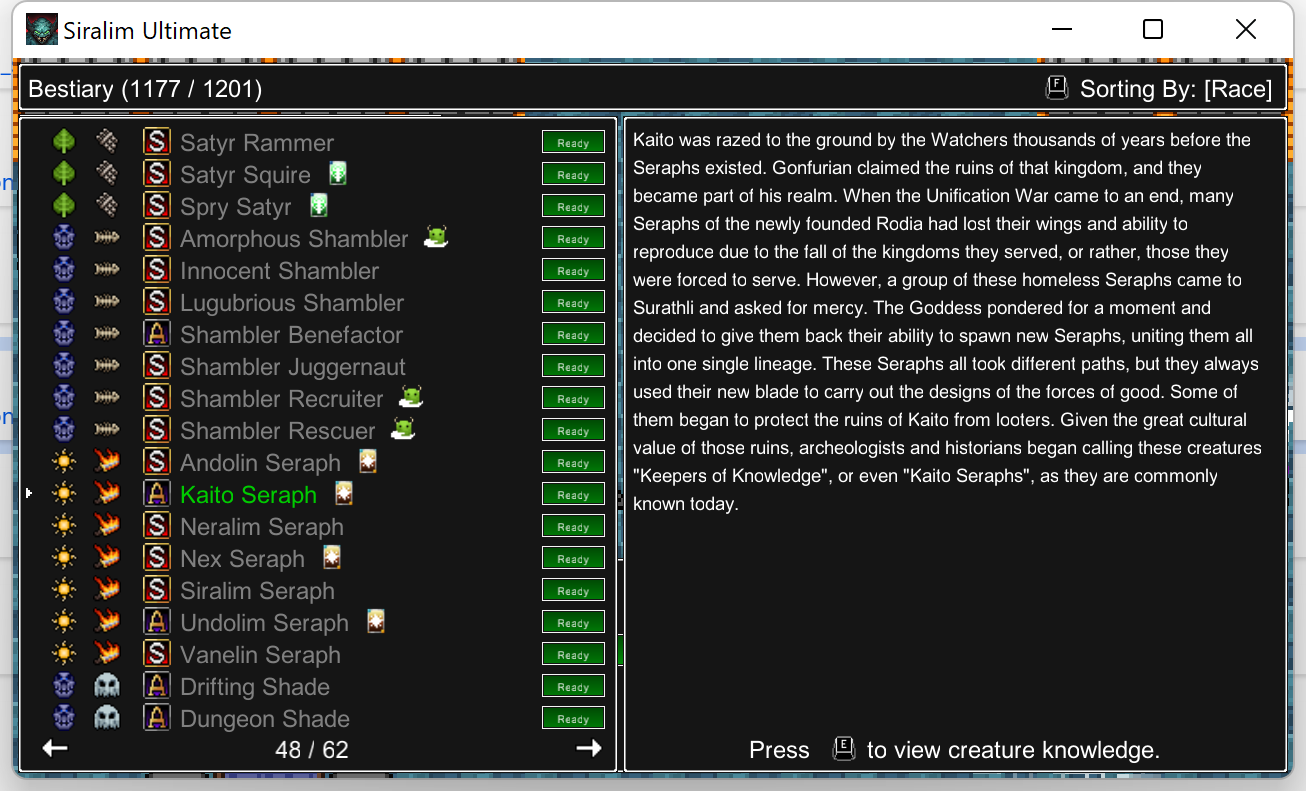 Siralim Ultimate
Bestiary (1177 / 1201)
F Sorting By: [Race]
S Satyr Rammer Ready
S Satyr Squire Ready
S Spry Satyr Ready
S Amorphous Shambler Ready
S Innocent Shambler Ready
S Lugubrious Shambler Ready
A Shambler Benefactor Ready
S Shambler Juggernaut Ready
S Shambler Recruiter Ready
S Shambler Rescuer Ready
S Andolin Seraph Ready
A Kaito Seraph Ready
S Neralim Seraph Ready
S Nex Seraph Ready
S Siralim Seraph Ready
A Undolim Seraph Ready
S Vanelin Seraph Ready
A Drifting Shade Ready
A Dungeon Shade Ready
48 / 62
Kaito was razed to the ground by the Watchers thousands of years before the
Seraphs existed. Gonfurian claimed the ruins of that kingdom, and they
became part of his realm. When the Unification War came to an end, many
Seraphs of the newly founded Rodia had lost their wings and ability to
reproduce due to the fall of the kingdoms they served, or rather, those they
were forced to serve. However, a group of these homeless Seraphs came to
Surathli and asked for mercy. The Goddess pondered for a moment and
decided to give them back their ability to spawn new Seraphs, uniting them all
into one single lineage. These Seraphs all took different paths, but they always
used their new blade to carry out the designs of the forces of good. Some of
them began to protect the ruins of Kaito from looters. Given the great cultural
value of those ruins, archeologists and historians began calling these creatures
"Keepers of Knowledge", or even "Kaito Seraphs", as they are commonly
known today.
Press E to view creature knowledge.